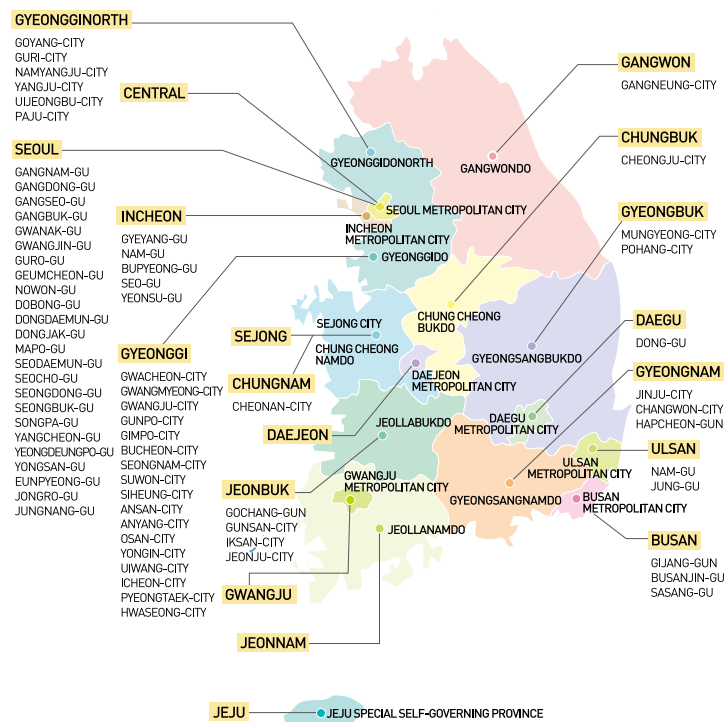 GYEONGGINORTH
GOYANG-CITY
GURI-CITY
NAMYANGJU-CITY
YANGJU-CITY
UIJEONGBU-CITY
PAJU-CITY
CENTRAL
SEOUL
GANGNAM-GU
GANGDONG-GU
GANGSEO-GU
GANGBUK-GU
GWANAK-GU
GWANGJIN-GU
GURO-GU
GEUMCHEON-GU
NOWON-GU
DOBONG-GU
DONGDAEMUN-GU
DONGJAK-GU
MAPO-GU
SEODAEMUN-GU
SEOCHO-GU
SEONGDONG-GU
SEONGBUK-GU
SONGPA-GU
YANGCHEON-GU
YEONGDEUNGPO-GU
YONGSAN-GU
EUNPYEONG-GU
JONGRO-GU
JUNGNANG-GU
INCHEON
GYEYANG-GU
NAM-GU
BUPYEONG-GU
SEO-GU
YEONSU-GU
GYEONGGI
GWACHEON-CITY
GWANGMYEONG-CITY
GWANGJU-CITY
GUNPO-CITY
GIMPO-CITY
BUCHEON-CITY
SEONGNAM-CITY
SUWON-CITY
SIHEUNG-CITY
ANSAN-CITY
ANYANG-CITY
OSAN-CITY
YONGIN-CITY
UIWANG-CITY
ICHEON-CITY
PYEONGTAEK-CITY
HWASEONG-CITY
SEJONG
CHUNGNAM
CHEONAN-CITY
DAEJEON
JEONBUK
GOCHANG-GUN
GUNSAN-CITY
IKSAN-CITY
JEONJU-CITY
GWANGJU
JEONNAM
JEJU
GYEONGGIDONORTH
GANGWONDO
SEOUL METROPOLITAN CITY
INCHEON
METROPOLITAN CITY
GYEONGGIDO
SEJONG CITY
CHUNG CHEONG
NAMDO
CHUNG CHEONG
BUKDO
DAEJEON
METROPOLITAN CITY
GYEONGSANGBUKDO
JEOLLABUKDO
DAEGU
METROPOLITAN CITY
GWANGJU
METROPOLITAN CITY
GYEONGSANGNAMDO
ULSAN
METROPOLITAN CITY
BUSAN
METROPOLITAN CITY
JEOLLANAMDO
JEJU SPECIAL SELF-GOVERNING PROVINCE
GANGWON
GANGNEUNG-CITY
CHUNGBUK
CHEONGJU-CITY
GYEONGBUK
MUNGYEONG-CITY
POHANG-CITY
DAEGU
DONG-GU
GYEONGNAM
JINJU-CITY
CHANGWON-CITY
HAPCHEON-GUN
ULSAN
NAM-GU
JUNG-GU
BUSAN
GIJANG-GUN
BUSANJIN-GU
SASANG-GU